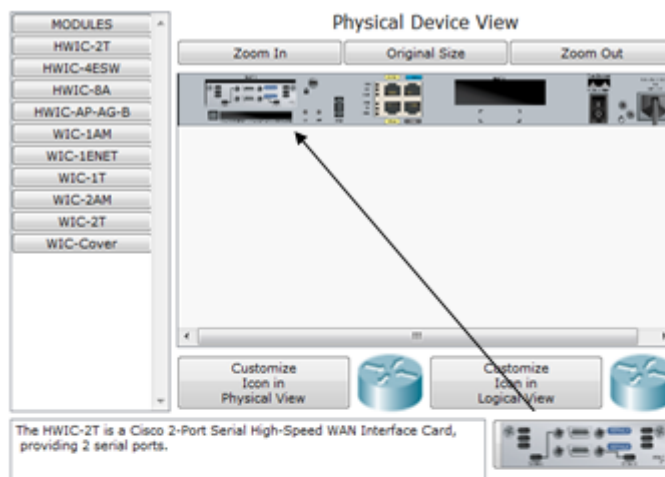 MODULES
HWIC-2T
HWIC-4ESW
HWIC-8A
HWIC-AP-AG-B
WIC-1AM
WIC-1ENET
WIC-1T
WIC-2AM
WIC-2T
WIC-Cover
Physical Device View
Zoom In
Original Size
Zoom Out
Customize
Icon in
Physical View
Customize
Icon in
Logical View
The HWIC-2T is a Cisco 2-Port Serial High-Speed WAN Interface Card,
providing 2 serial ports.